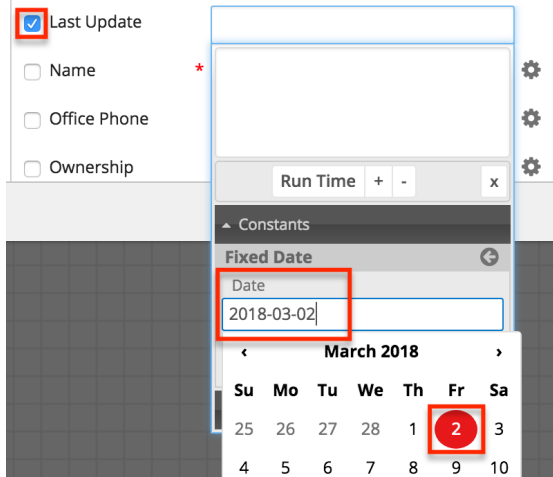 Last Update
Name *
Office Phone
Ownership
Run Time + - x
Constants
Fixed Date
Date
2018-03-02
‹ March 2018 ›
Su Mo Tu We Th Fr Sa
25 26 27 28 1 2 3
4 5 6 7 8 9 10